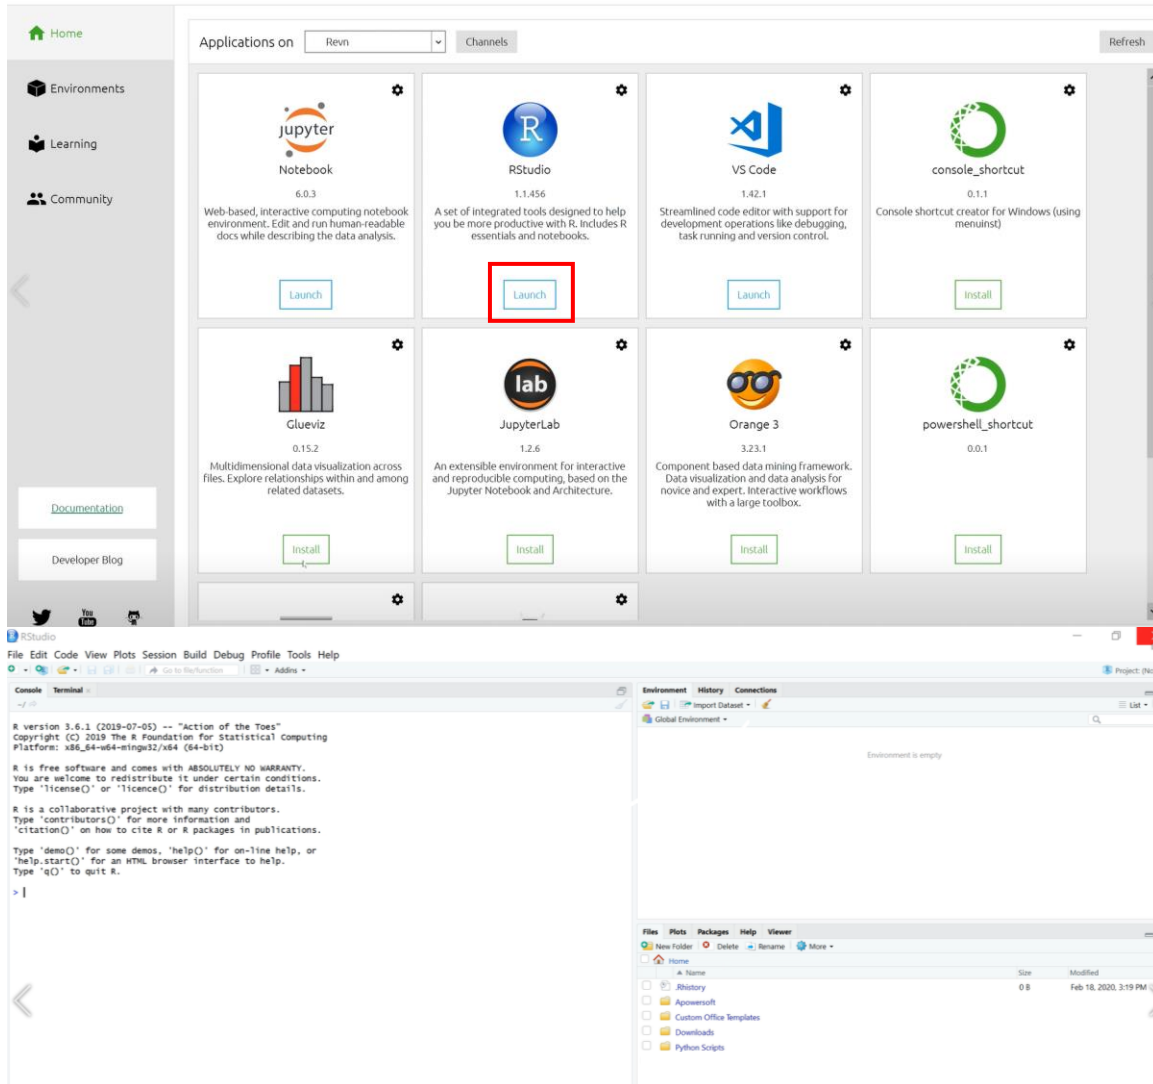 Home
Environments
Learning
Community
Documentation
Developer Blog
You
Tube
Applications on Revn Channels Refresh
jupyter
Notebook
6.0.3
Web-based, interactive computing notebook
environment. Edit and run human-readable
docs while describing the data analysis.
Launch
R
RStudio
1.1.456
A set of integrated tools designed to help
you be more productive with R. Includes R
essentials and notebooks.
Launch
VS Code
1.42.1
Streamlined code editor with support for
development operations like debugging,
task running and version control.
Launch
console_shortcut
0.1.1
Console shortcut creator for Windows (using
menuinst)
Install
Glueviz
0.15.2
Multidimensional data visualization across
files. Explore relationships within and among
related datasets.
Install
lab
JupyterLab
1.2.6
An extensible environment for interactive
and reproducible computing, based on the
Jupyter Notebook and Architecture.
Install
Orange 3
3.23.1
Component based data mining framework.
Data visualization and data analysis for
novice and expert. Interactive workflows
with a large toolbox.
Install
powershell_shortcut
0.0.1
Install
RStudio
File Edit Code View Plots Session Build Debug Profile Tools Help
Go to file/function Addins Project: (No
Console Terminal
~/
R version 3.6.1 (2019-07-05) -- "Action of the Toes"
Copyright (C) 2019 The R Foundation for Statistical Computing
Platform: x86_64-w64-mingw32/x64 (64-bit)
R is free software and comes with ABSOLUTELY NO WARRANTY.
You are welcome to redistribute it under certain conditions.
Type 'license()' or 'licence()' for distribution details.
R is a collaborative project with many contributors.
Type 'contributors()' for more information and
'citation()' on how to cite R or R packages in publications.
Type 'demo()' for some demos, 'help()' for on-line help, or
'help.start()' for an HTML browser interface to help.
Type 'q()' to quit R.
>
Environment History Connections
Import Dataset List
Global Environment
Environment is empty
Files Plots Packages Help Viewer
New Folder Delete Rename More
Home
Name Size Modified
.Rhistory 0 B Feb 18, 2020, 3:19 PM
Apowersoft
Custom Office Templates
Downloads
Python Scripts